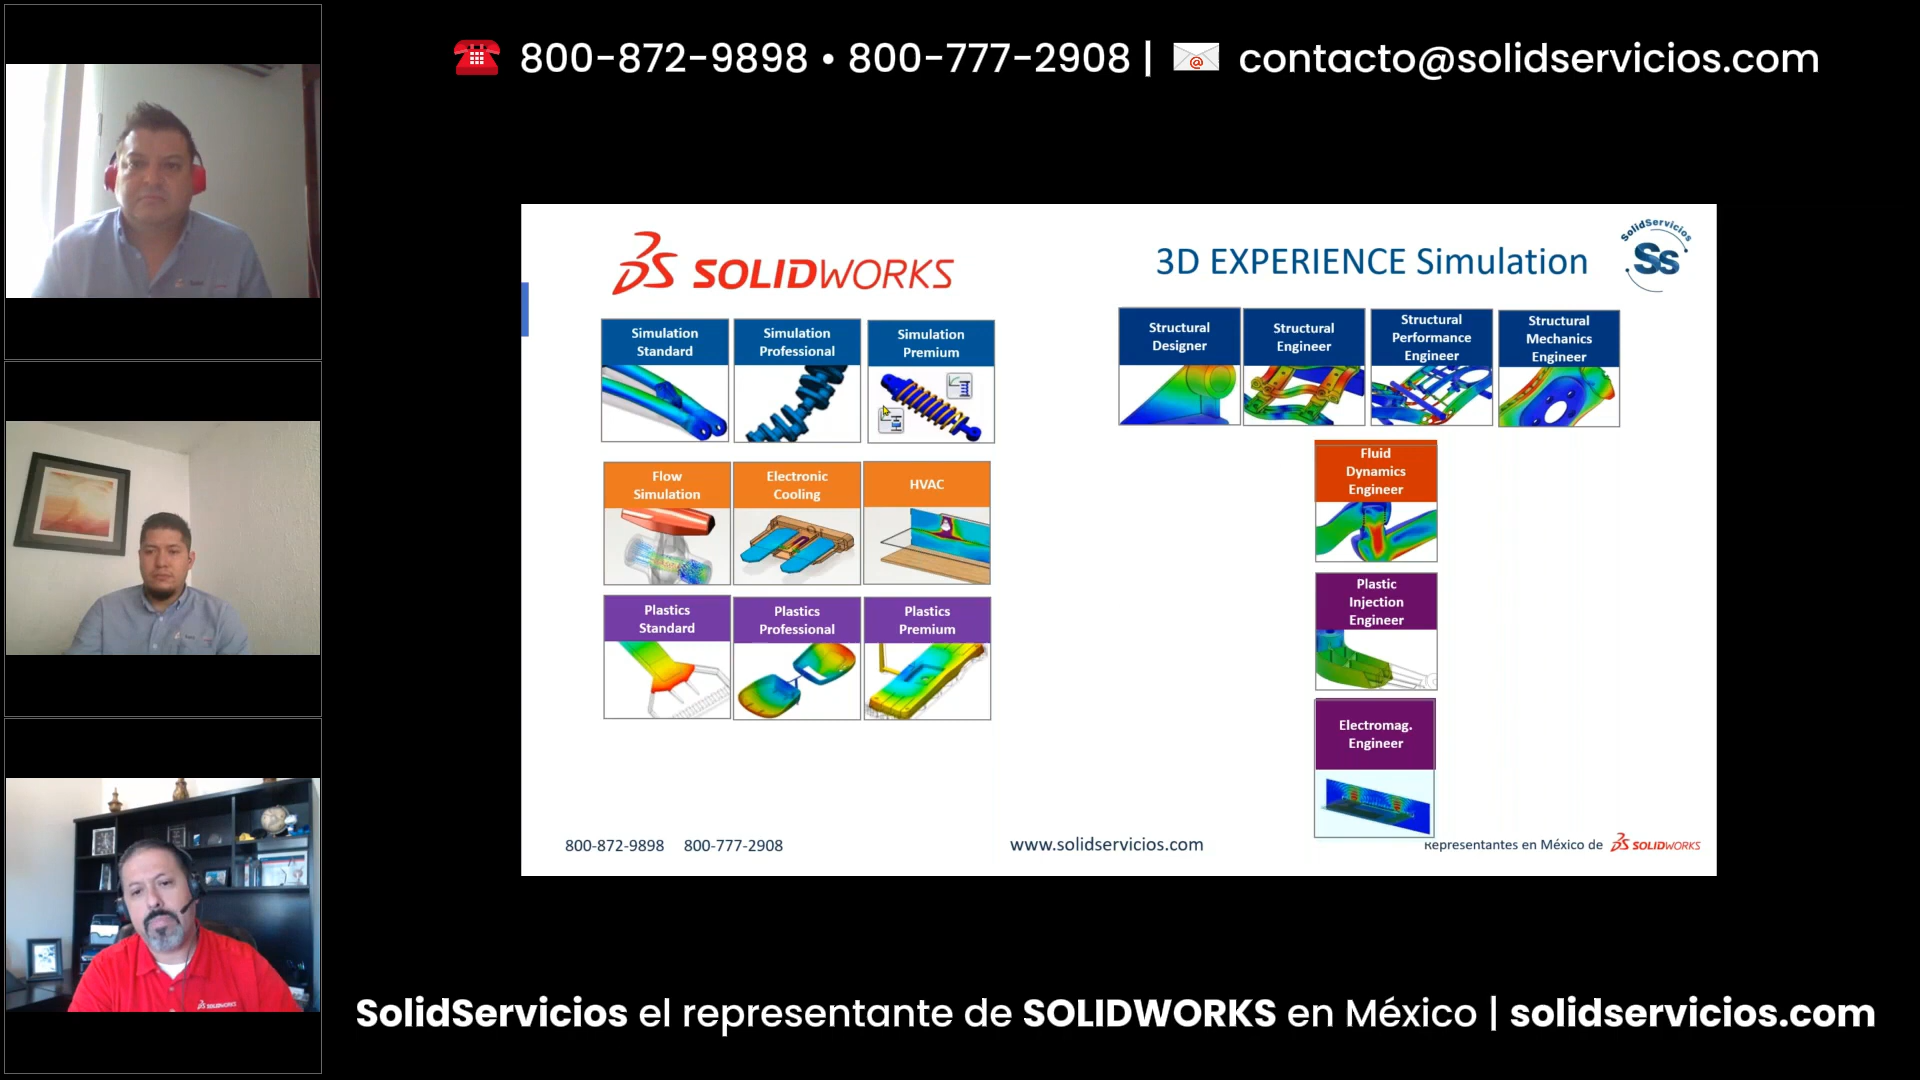 800-872-9898 • 800-777-2908 | contacto@solidservicios.com
SOLIDWORKS
3D EXPERIENCE Simulation
SolidServicios
Ss
Simulation
Standard
Simulation
Professional
Simulation
Premium
Structural
Designer
Structural
Engineer
Structural
Performance
Engineer
Structural
Mechanics
Engineer
Flow
Simulation
Electronic
Cooling
HVAC
Fluid
Dynamics
Engineer
Plastics
Standard
Plastics
Professional
Plastics
Premium
Plastic
Injection
Engineer
Electromag.
Engineer
800-872-9898 800-777-2908
www.solidservicios.com
Representantes en México de SOLIDWORKS
SOLIDWORKS
SolidServicios el representante de SOLIDWORKS en México | solidservicios.com